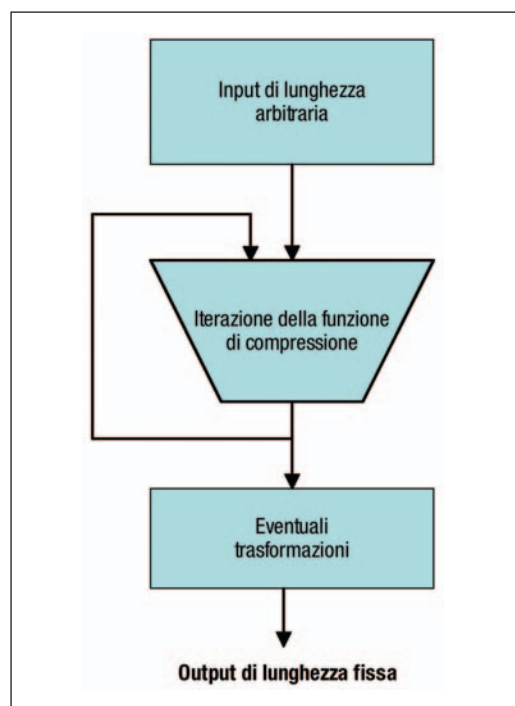 Input di lunghezza
arbitraria
Iterazione della funzione
di compressione
Eventuali
trasformazioni
Output di lunghezza fissa